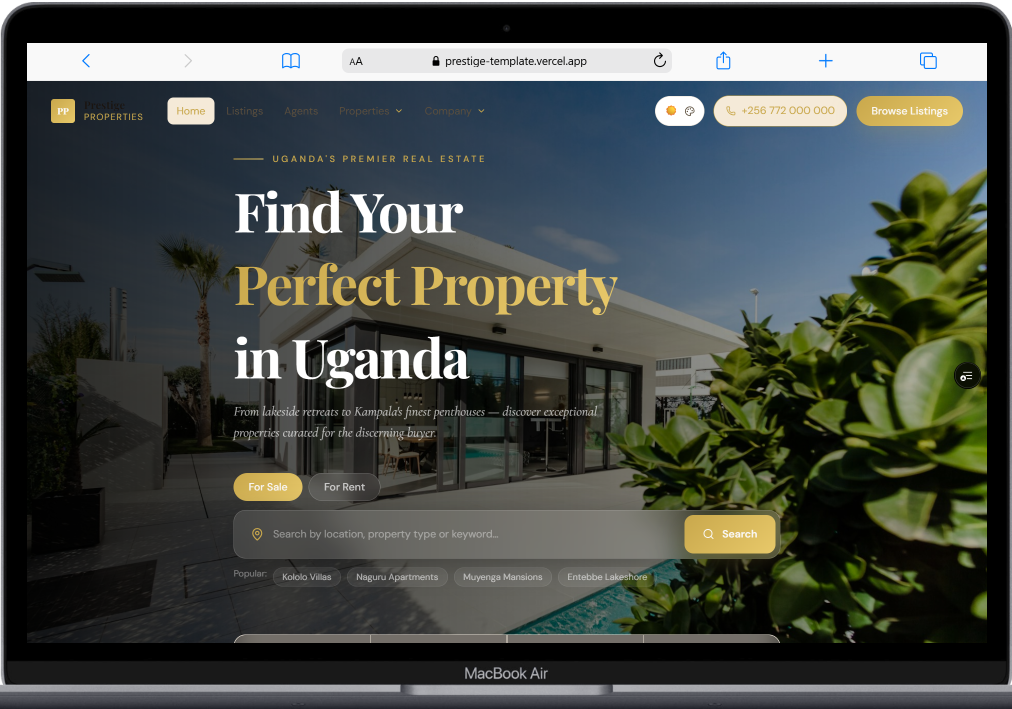 AA
prestige-template.vercel.app
PP
Prestige
PROPERTIES
Home
Listings
Agents
Properties
Company
+256 772 000 000
Browse Listings
UGANDA'S PREMIER REAL ESTATE
Find Your
Perfect Property
in Uganda
From lakeside retreats to Kampala's finest penthouses — discover exceptional
properties curated for the discerning buyer.
For Sale
For Rent
Search by location, property type or keyword...
Search
Popular:
Kololo Villas
Naguru Apartments
Muyenga Mansions
Entebbe Lakeshore
MacBook Air